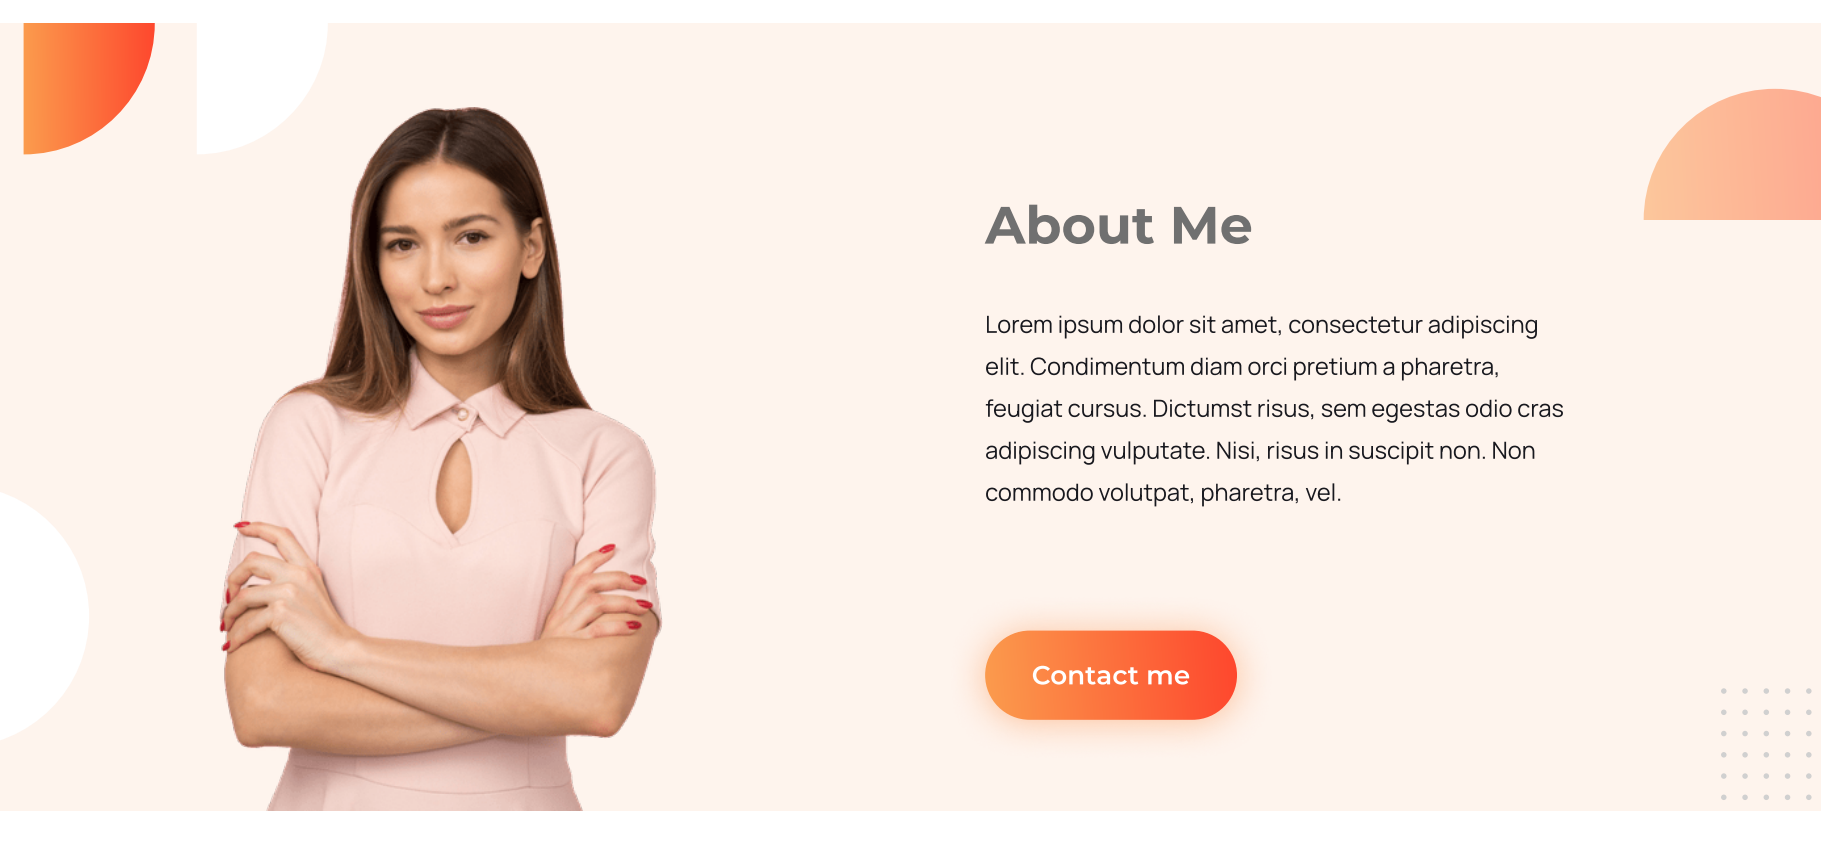 About Me
Lorem ipsum dolor sit amet, consectetur adipiscing
elit. Condimentum diam orci pretium a pharetra,
feugiat cursus. Dictumst risus, sem egestas odio cras
adipiscing vulputate. Nisi, risus in suscipit non. Non
commodo volutpat, pharetra, vel.
Contact me